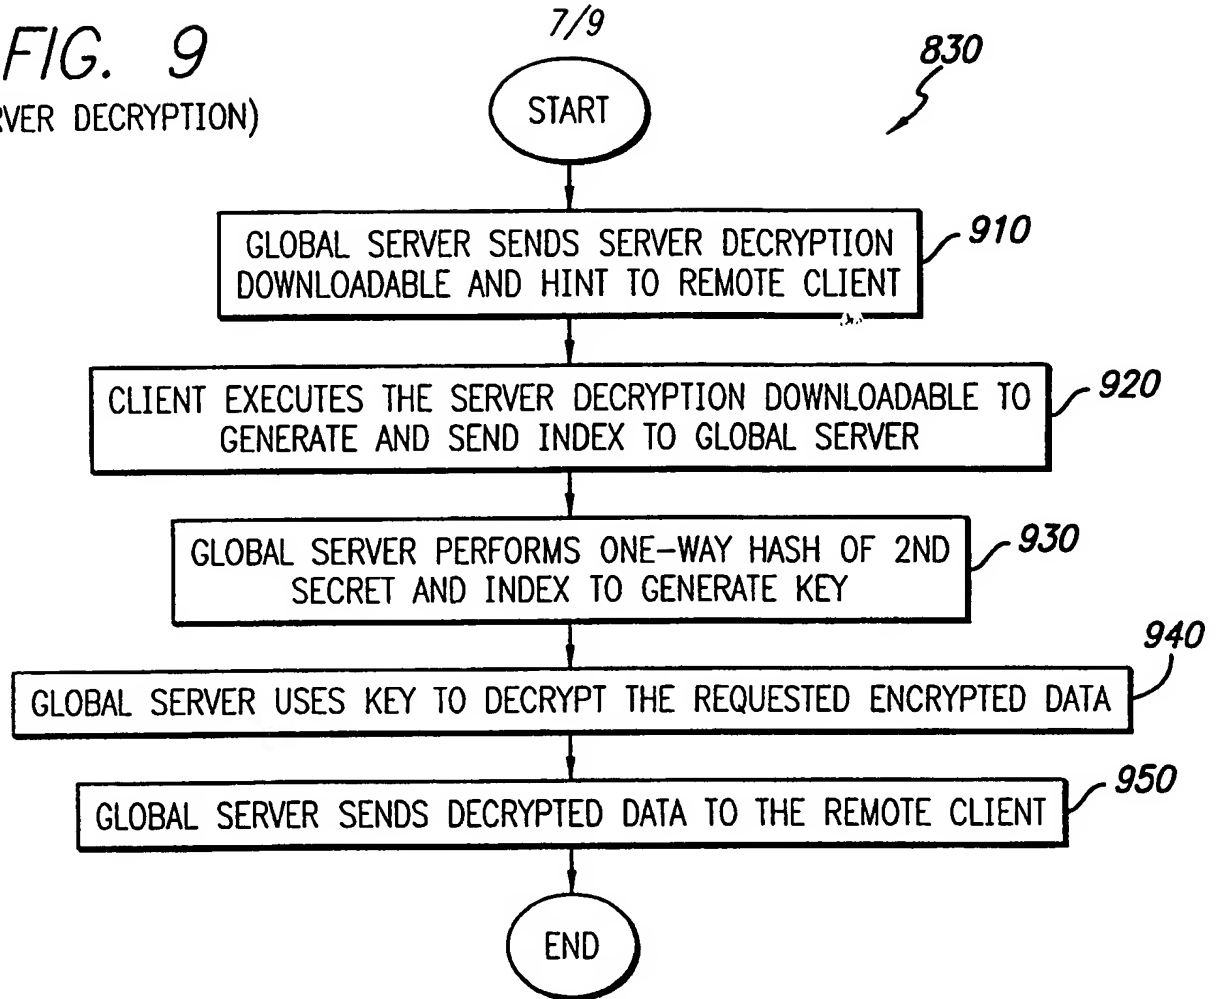 7/9
FIG. 9
DECRYPTION)
830
START
GLOBAL SERVER SENDS SERVER DECRYPTION
DOWNLOADABLE AND HINT TO REMOTE CLIENT
910
CLIENT EXECUTES THE SERVER DECRYPTION DOWNLOADABLE TO
GENERATE AND SEND INDEX TO GLOBAL SERVER
920
GLOBAL SERVER PERFORMS ONE-WAY HASH OF 2ND
SECRET AND INDEX TO GENERATE KEY
930
GLOBAL SERVER USES KEY TO DECRYPT THE REQUESTED ENCRYPTED DATA
940
GLOBAL SERVER SENDS DECRYPTED DATA TO THE REMOTE CLIENT
950
END